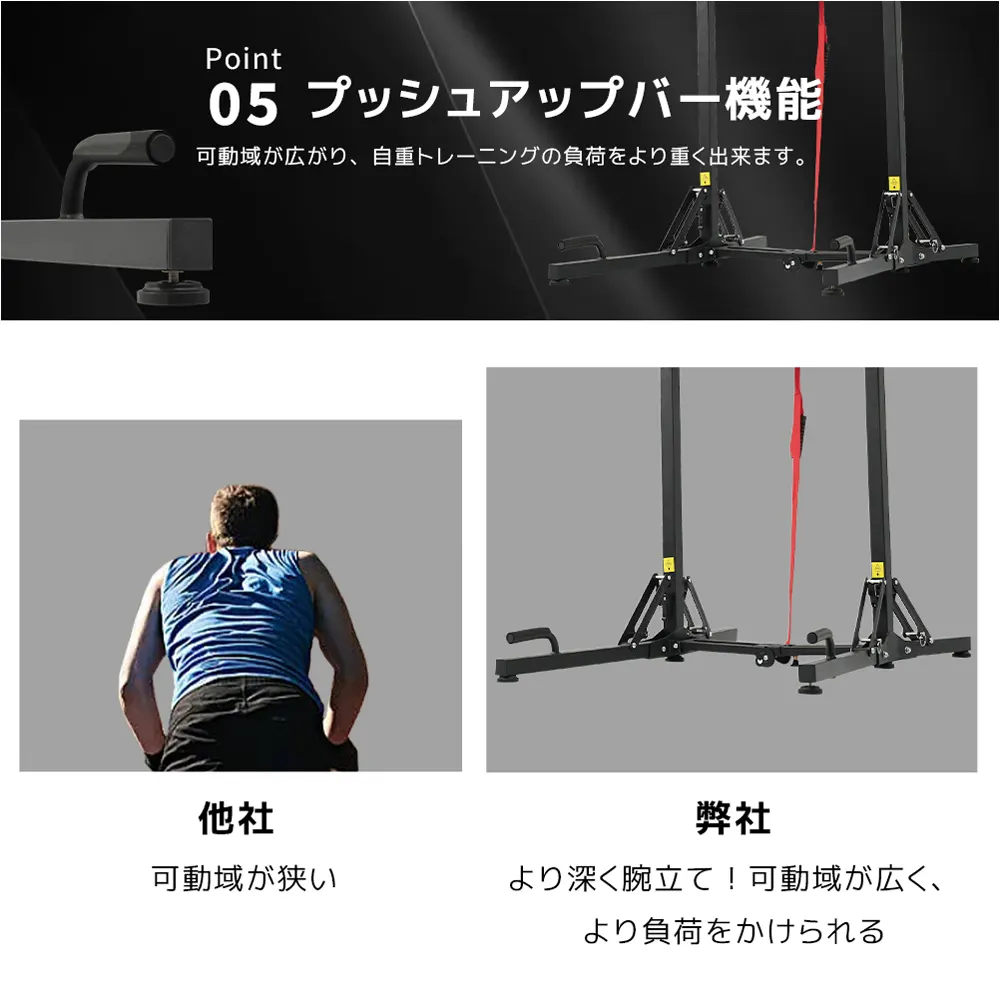 Point
05 プッシュアップバー機能
可動域が広がり、自重トレーニングの負荷をより重く出来ます。
他社
可動域が狭い
弊社
より深く腕立て！可動域が広く、
より負荷をかけられる